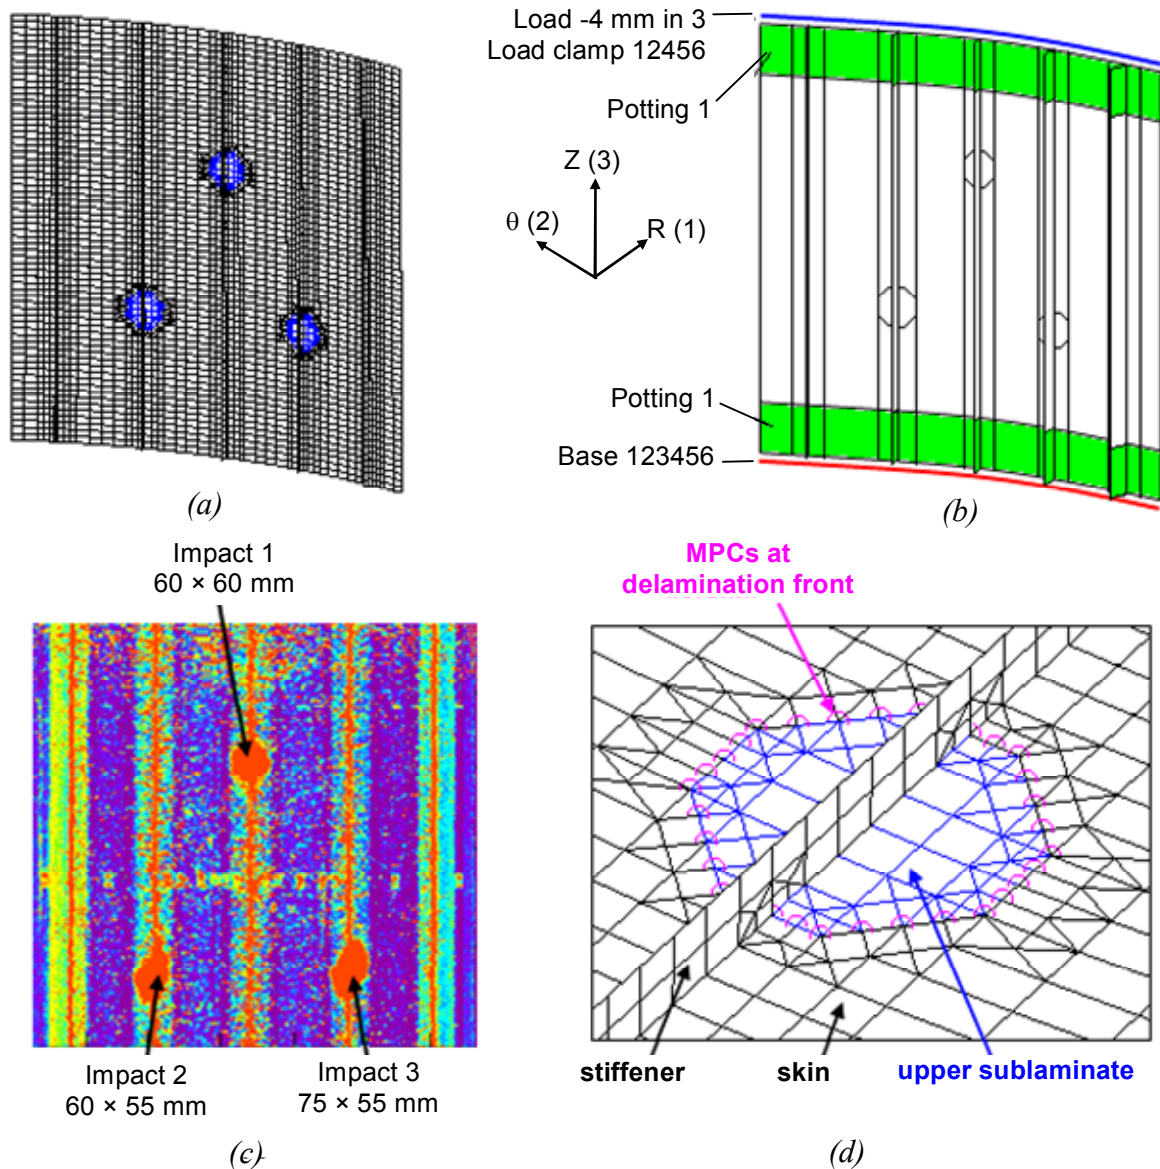 Load -4 mm in 3
Load clamp 12456
Potting 1
Z (3)
θ (2)
R (1)
Potting 1
Base 123456
(a)
(b)
Impact 1
60 × 60 mm
MPCs at
delamination front
Impact 2
60 × 55 mm
Impact 3
75 × 55 mm
stiffener
skin
upper sublaminate
(c)
(d)